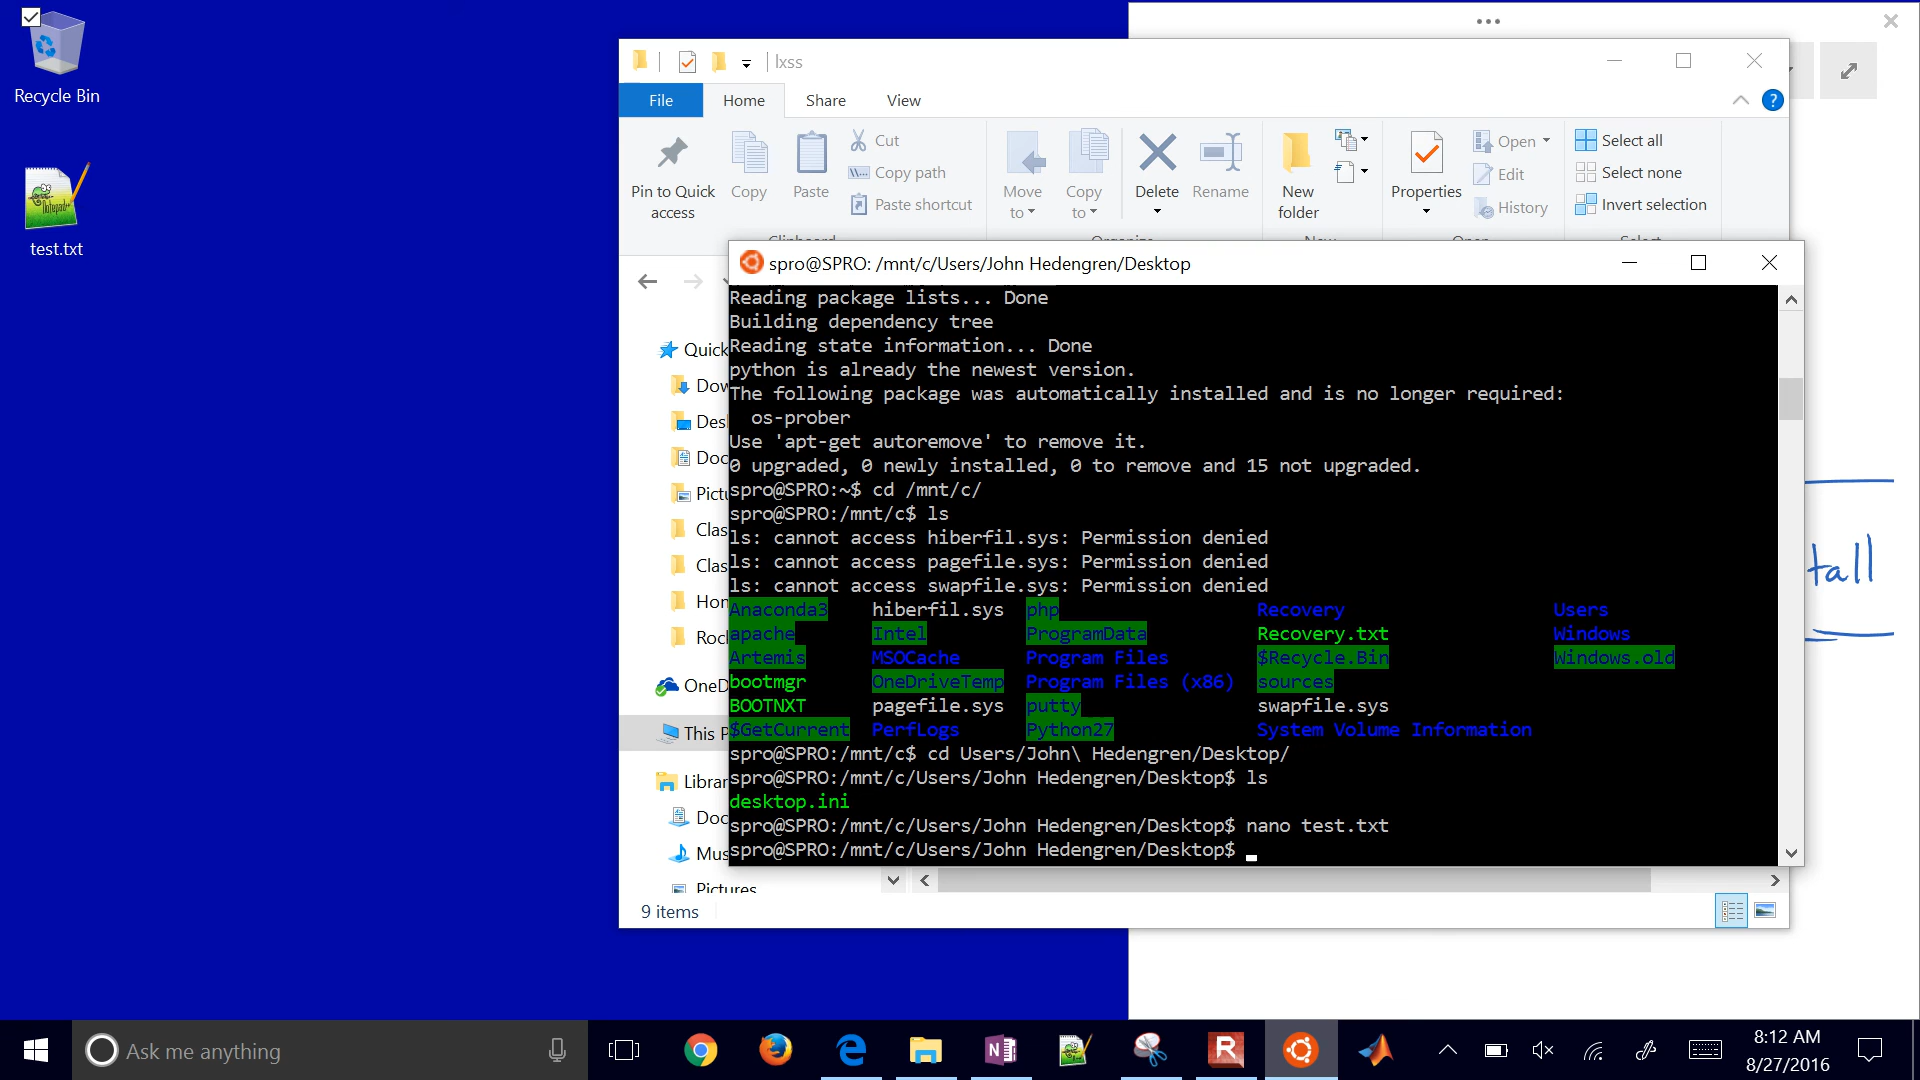 Recycle Bin
test.txt
lxss
File
Home
Share
View
Pin to Quick access
Copy
Paste
Cut
Copy path
Paste shortcut
Move to
Copy to
Delete
Rename
New folder
Properties
Open
Edit
History
Select all
Select none
Invert selection
spro@SPRO: /mnt/c/Users/John Hedengren/Desktop
Reading package lists... Done
Building dependency tree
Reading state information... Done
python is already the newest version.
The following package was automatically installed and is no longer required:
os-prober
Use 'apt-get autoremove' to remove it.
0 upgraded, 0 newly installed, 0 to remove and 15 not upgraded.
spro@SPRO:~$ cd /mnt/c/
spro@SPRO:/mnt/c$ ls
ls: cannot access hiberfil.sys: Permission denied
ls: cannot access pagefile.sys: Permission denied
ls: cannot access swapfile.sys: Permission denied
Anaconda3 hiberfil.sys php Recovery Users
apache Intel ProgramData Recovery.txt Windows
Artemis MSOCache Program Files $Recycle.Bin Windows.old
bootmgr OneDriveTemp Program Files (x86) sources
BOOTNXT pagefile.sys putty swapfile.sys
$GetCurrent PerfLogs Python27 System Volume Information
spro@SPRO:/mnt/c$ cd Users/John\ Hedengren/Desktop/
spro@SPRO:/mnt/c/Users/John Hedengren/Desktop$ ls
desktop.ini
spro@SPRO:/mnt/c/Users/John Hedengren/Desktop$ nano test.txt
spro@SPRO:/mnt/c/Users/John Hedengren/Desktop$
Quick
Dow
Desl
Doc
Pictu
Clas
Clas
Hon
Roc
OneD
This P
Librar
Doc
Mus
Pictures
9 items
tall
Ask me anything
8:12 AM
8/27/2016